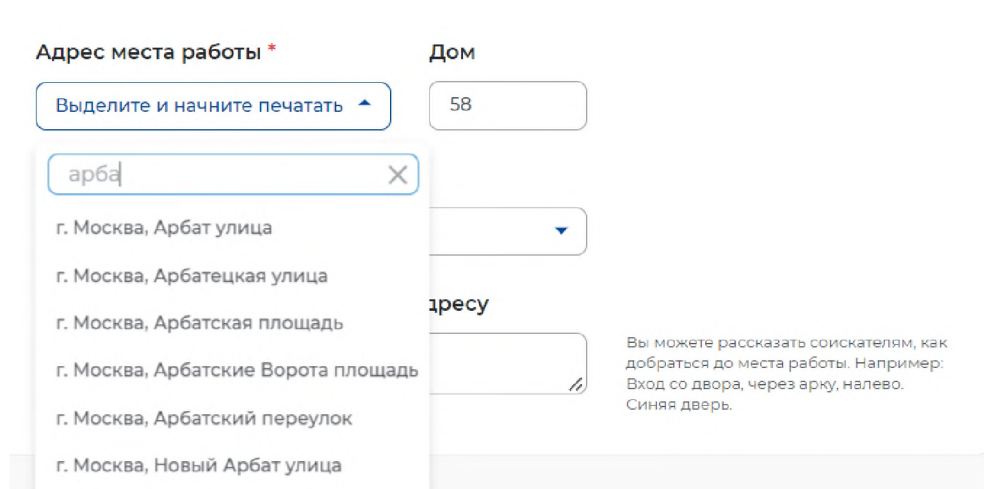 Адрес места работы *
Дом
Выделите и начните печатать
58
арба
г. Москва, Арбат улица
г. Москва, Арбатецкая улица
г. Москва, Арбатская площадь
г. Москва, Арбатские Ворота площадь
г. Москва, Арбатский переулок
г. Москва, Новый Арбат улица
дресу
Вы можете рассказать соискателям, как
добраться до места работы. Например:
Вход со двора, через арку, налево.
Синяя дверь.